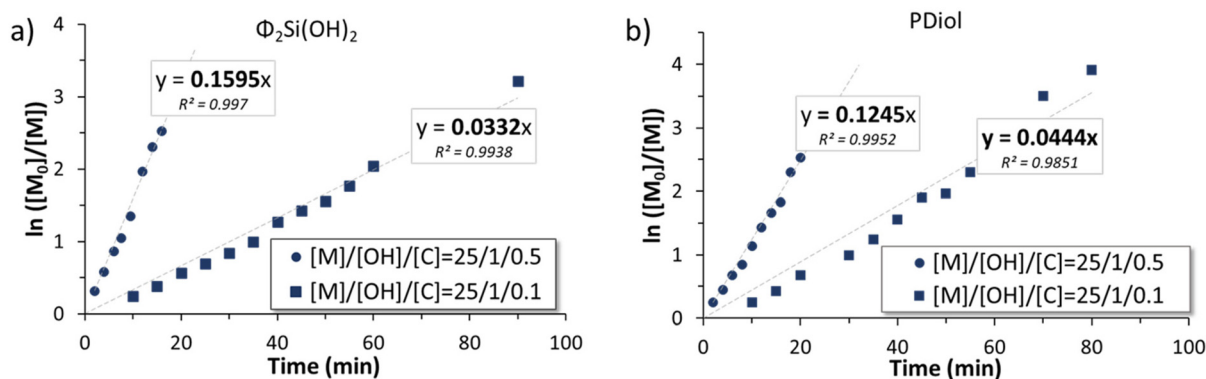 a)
Φ₂Si(OH)₂
ln ([M₀]/[M])
4
3
2
1
0
y = 0.1595x
R² = 0.997
y = 0.0332x
R² = 0.9938
[M]/[OH]/[C]=25/1/0.5
[M]/[OH]/[C]=25/1/0.1
0 20 40 60 80 100
Time (min)
b)
PDiol
ln ([M₀]/[M])
4
3
2
1
0
y = 0.1245x
R² = 0.9952
y = 0.0444x
R² = 0.9851
[M]/[OH]/[C]=25/1/0.5
[M]/[OH]/[C]=25/1/0.1
0 20 40 60 80 100
Time (min)